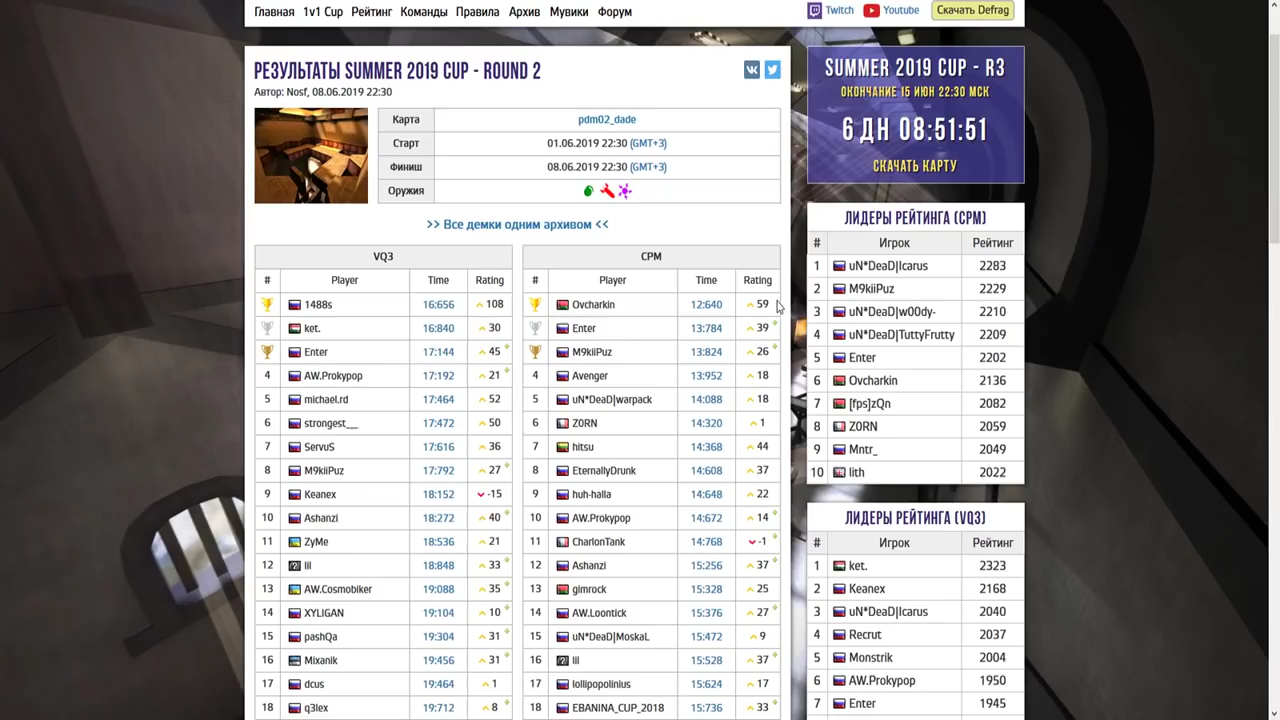 Главная 1v1 Cup Рейтинг Команды Правила Архив Мувики Форум Twitch Youtube Скачать Defrag
РЕЗУЛЬТАТЫ SUMMER 2019 CUP - ROUND 2
Автор: Nosf, 08.06.2019 22:30
Карта pdm02_dade
Старт 01.06.2019 22:30 (GMT+3)
Финиш 08.06.2019 22:30 (GMT+3)
Оружия
>> Все демки одним архивом <<
VQ3
# Player Time Rating
1488s 16:656 108
ket. 16:840 30
Enter 17:144 45
4 AW.Prokypop 17:192 21
5 michael.rd 17:464 52
6 strongest__ 17:472 50
7 ServuS 17:616 36
8 M9kiiPuz 17:792 27
9 Keanex 18:152 -15
10 Ashanzi 18:272 40
11 ZyMe 18:536 21
12 lil 18:848 33
13 AW.Cosmobiker 19:088 35
14 XYLIGAN 19:104 10
15 pashQa 19:304 31
16 Mixanik 19:456 31
17 dcus 19:464 1
18 q3lex 19:712 8
CPM
# Player Time Rating
Ovcharkin 12:640 59
Enter 13:784 39
M9kiiPuz 13:824 26
4 Avenger 13:952 18
5 uN*DeaD|warpack 14:088 18
6 Z0RN 14:320 1
7 hitsu 14:368 44
8 EternallyDrunk 14:608 37
9 huh-halla 14:648 22
10 AW.Prokypop 14:672 14
11 CharlonTank 14:768 -1
12 Ashanzi 15:256 37
13 gimrock 15:328 25
14 AW.Loontick 15:376 27
15 uN*DeaD|MoskaL 15:472 9
16 lil 15:528 37
17 lollipopolinius 15:624 17
18 EBANINA_CUP_2018 15:736 33
SUMMER 2019 CUP - R3
ОКОНЧАНИЕ 15 ИЮН 22:30 МСК
6 ДН 08:51:51
СКАЧАТЬ КАРТУ
ЛИДЕРЫ РЕЙТИНГА (CPM)
# Игрок Рейтинг
1 uN*DeaD|Icarus 2283
2 M9kiiPuz 2229
3 uN*DeaD|w00dy- 2210
4 uN*DeaD|TuttyFrutty 2209
5 Enter 2202
6 Ovcharkin 2136
7 [fps]zQn 2082
8 Z0RN 2059
9 Mntr_ 2049
10 lith 2022
ЛИДЕРЫ РЕЙТИНГА (VQ3)
# Игрок Рейтинг
1 ket. 2323
2 Keanex 2168
3 uN*DeaD|Icarus 2040
4 Recrut 2037
5 Monstrik 2004
6 AW.Prokypop 1950
7 Enter 1945